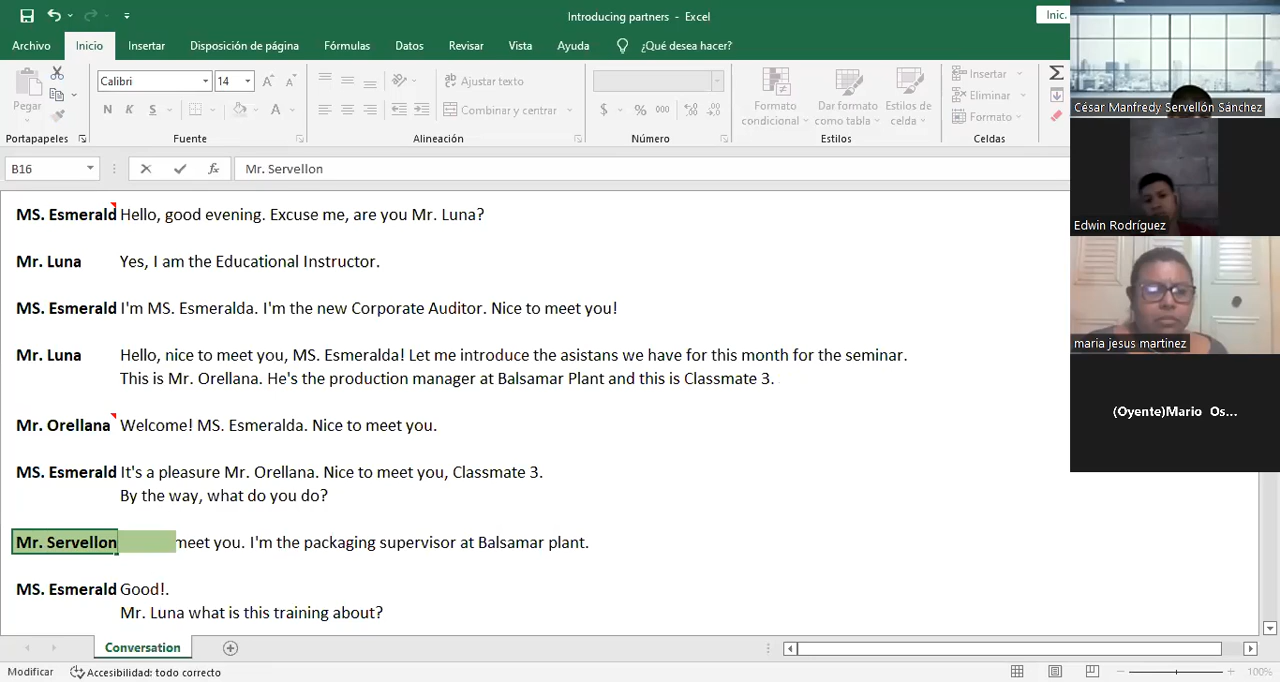 Introducing partners - Excel
Inic.
Archivo Inicio Insertar Disposición de página Fórmulas Datos Revisar Vista Ayuda ¿Qué desea hacer?
Pegar
Calibri 14
N K S
Ajustar texto
Combinar y centrar
$ % 000
Formato condicional
Dar formato como tabla
Estilos de celda
Insertar
Eliminar
Formato
Portapapeles Fuente Alineación Número Estilos Celdas
B16 Mr. Servellon
MS. Esmerald Hello, good evening. Excuse me, are you Mr. Luna?
Mr. Luna Yes, I am the Educational Instructor.
MS. Esmerald I'm MS. Esmeralda. I'm the new Corporate Auditor. Nice to meet you!
Mr. Luna Hello, nice to meet you, MS. Esmeralda! Let me introduce the asistans we have for this month for the seminar.
This is Mr. Orellana. He's the production manager at Balsamar Plant and this is Classmate 3.
Mr. Orellana Welcome! MS. Esmeralda. Nice to meet you.
MS. Esmerald It's a pleasure Mr. Orellana. Nice to meet you, Classmate 3.
By the way, what do you do?
Mr. Servellon meet you. I'm the packaging supervisor at Balsamar plant.
MS. Esmerald Good!.
Mr. Luna what is this training about?
Conversation
Modificar Accesibilidad: todo correcto 100%
César Manfredy Servellón Sánchez
Edwin Rodríguez
maria jesus martinez
(Oyente)Mario Os...